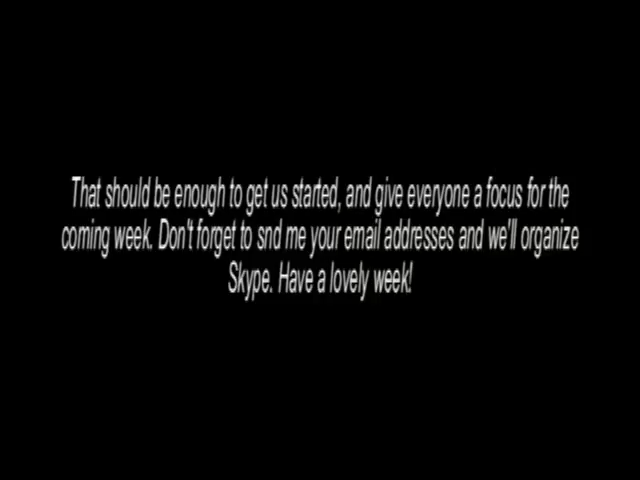 That should be enough to get us started, and give everyone a focus for the
coming week. Don't forget to snd me your email addresses and we'll organize
Skype. Have a lovely week!